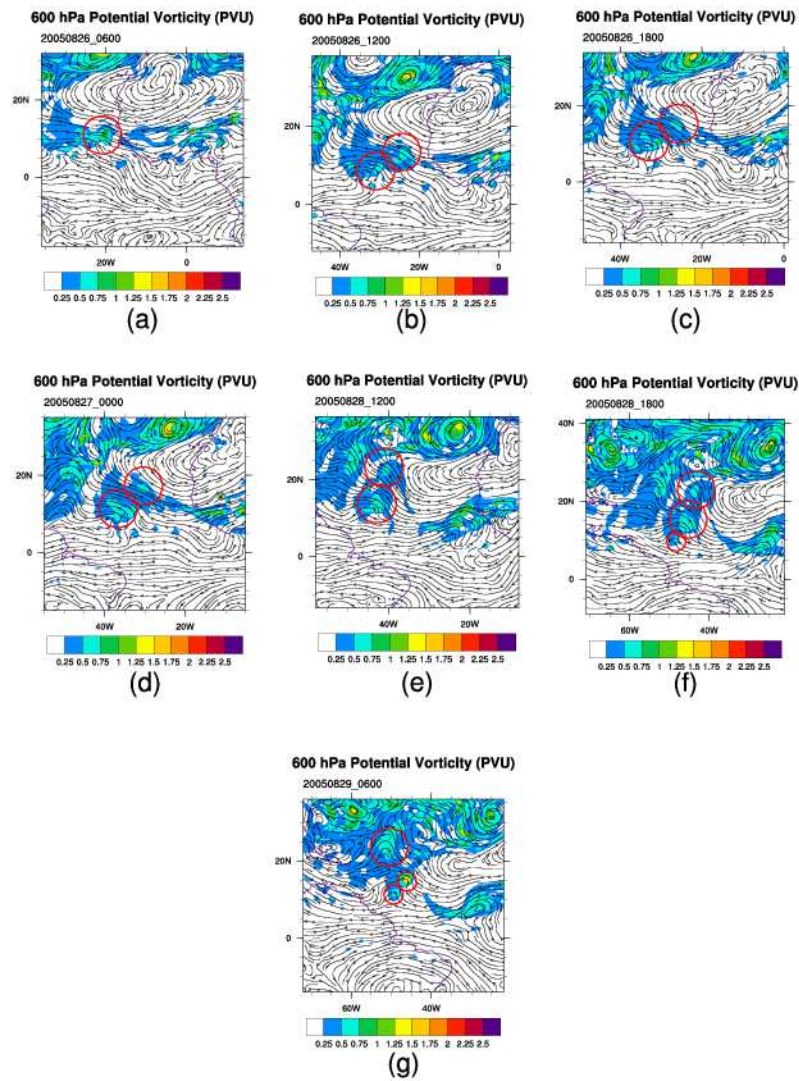 600 hPa Potential Vorticity (PVU)
20050826_0600
20N
0
20W 0
0.25 0.5 0.75 1 1.25 1.5 1.75 2 2.25 2.5
(a)
600 hPa Potential Vorticity (PVU)
20050826_1200
20N
0
40W 20W 0
0.25 0.5 0.75 1 1.25 1.5 1.75 2 2.25 2.5
(b)
600 hPa Potential Vorticity (PVU)
20050826_1800
20N
0
40W 20W 0
0.25 0.5 0.75 1 1.25 1.5 1.75 2 2.25 2.5
(c)
600 hPa Potential Vorticity (PVU)
20050827_0000
20N
0
40W 20W
0.25 0.5 0.75 1 1.25 1.5 1.75 2 2.25 2.5
(d)
600 hPa Potential Vorticity (PVU)
20050828_1200
20N
0
40W 20W
0.25 0.5 0.75 1 1.25 1.5 1.75 2 2.25 2.5
(e)
600 hPa Potential Vorticity (PVU)
20050828_1800
40N
20N
0
60W 40W
0.25 0.5 0.75 1 1.25 1.5 1.75 2 2.25 2.5
(f)
600 hPa Potential Vorticity (PVU)
20050829_0600
20N
0
60W 40W
0.25 0.5 0.75 1 1.25 1.5 1.75 2 2.25 2.5
(g)